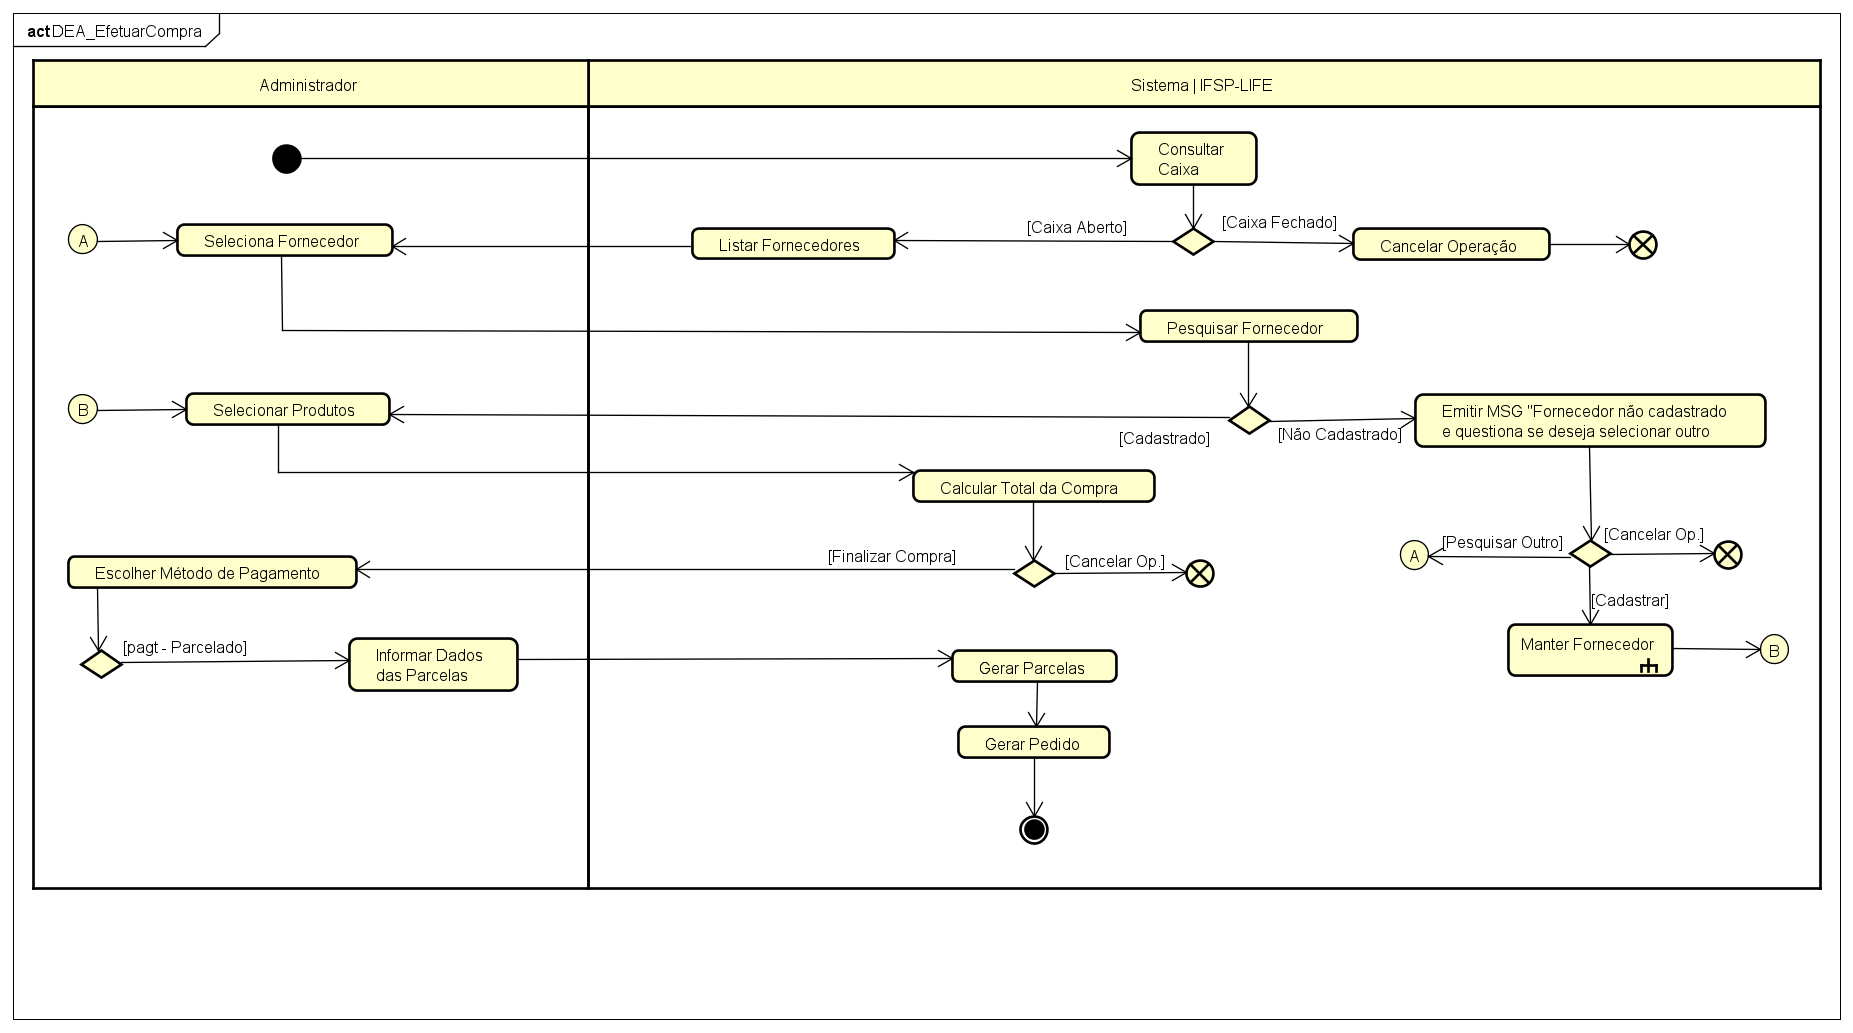 act DEA_EfetuarCompra
Administrador
Sistema | IFSP-LIFE
Consultar
Caixa
[Caixa Aberto]
[Caixa Fechado]
A
Seleciona Fornecedor
Listar Fornecedores
Cancelar Operação
Pesquisar Fornecedor
B
Selecionar Produtos
[Cadastrado]
[Não Cadastrado]
Emitir MSG "Fornecedor não cadastrado
e questiona se deseja selecionar outro
Calcular Total da Compra
[Pesquisar Outro]
[Cancelar Op.]
A
Escolher Método de Pagamento
[Finalizar Compra]
[Cancelar Op.]
[Cadastrar]
[pagt - Parcelado]
Informar Dados
das Parcelas
Gerar Parcelas
Manter Fornecedor
B
Gerar Pedido